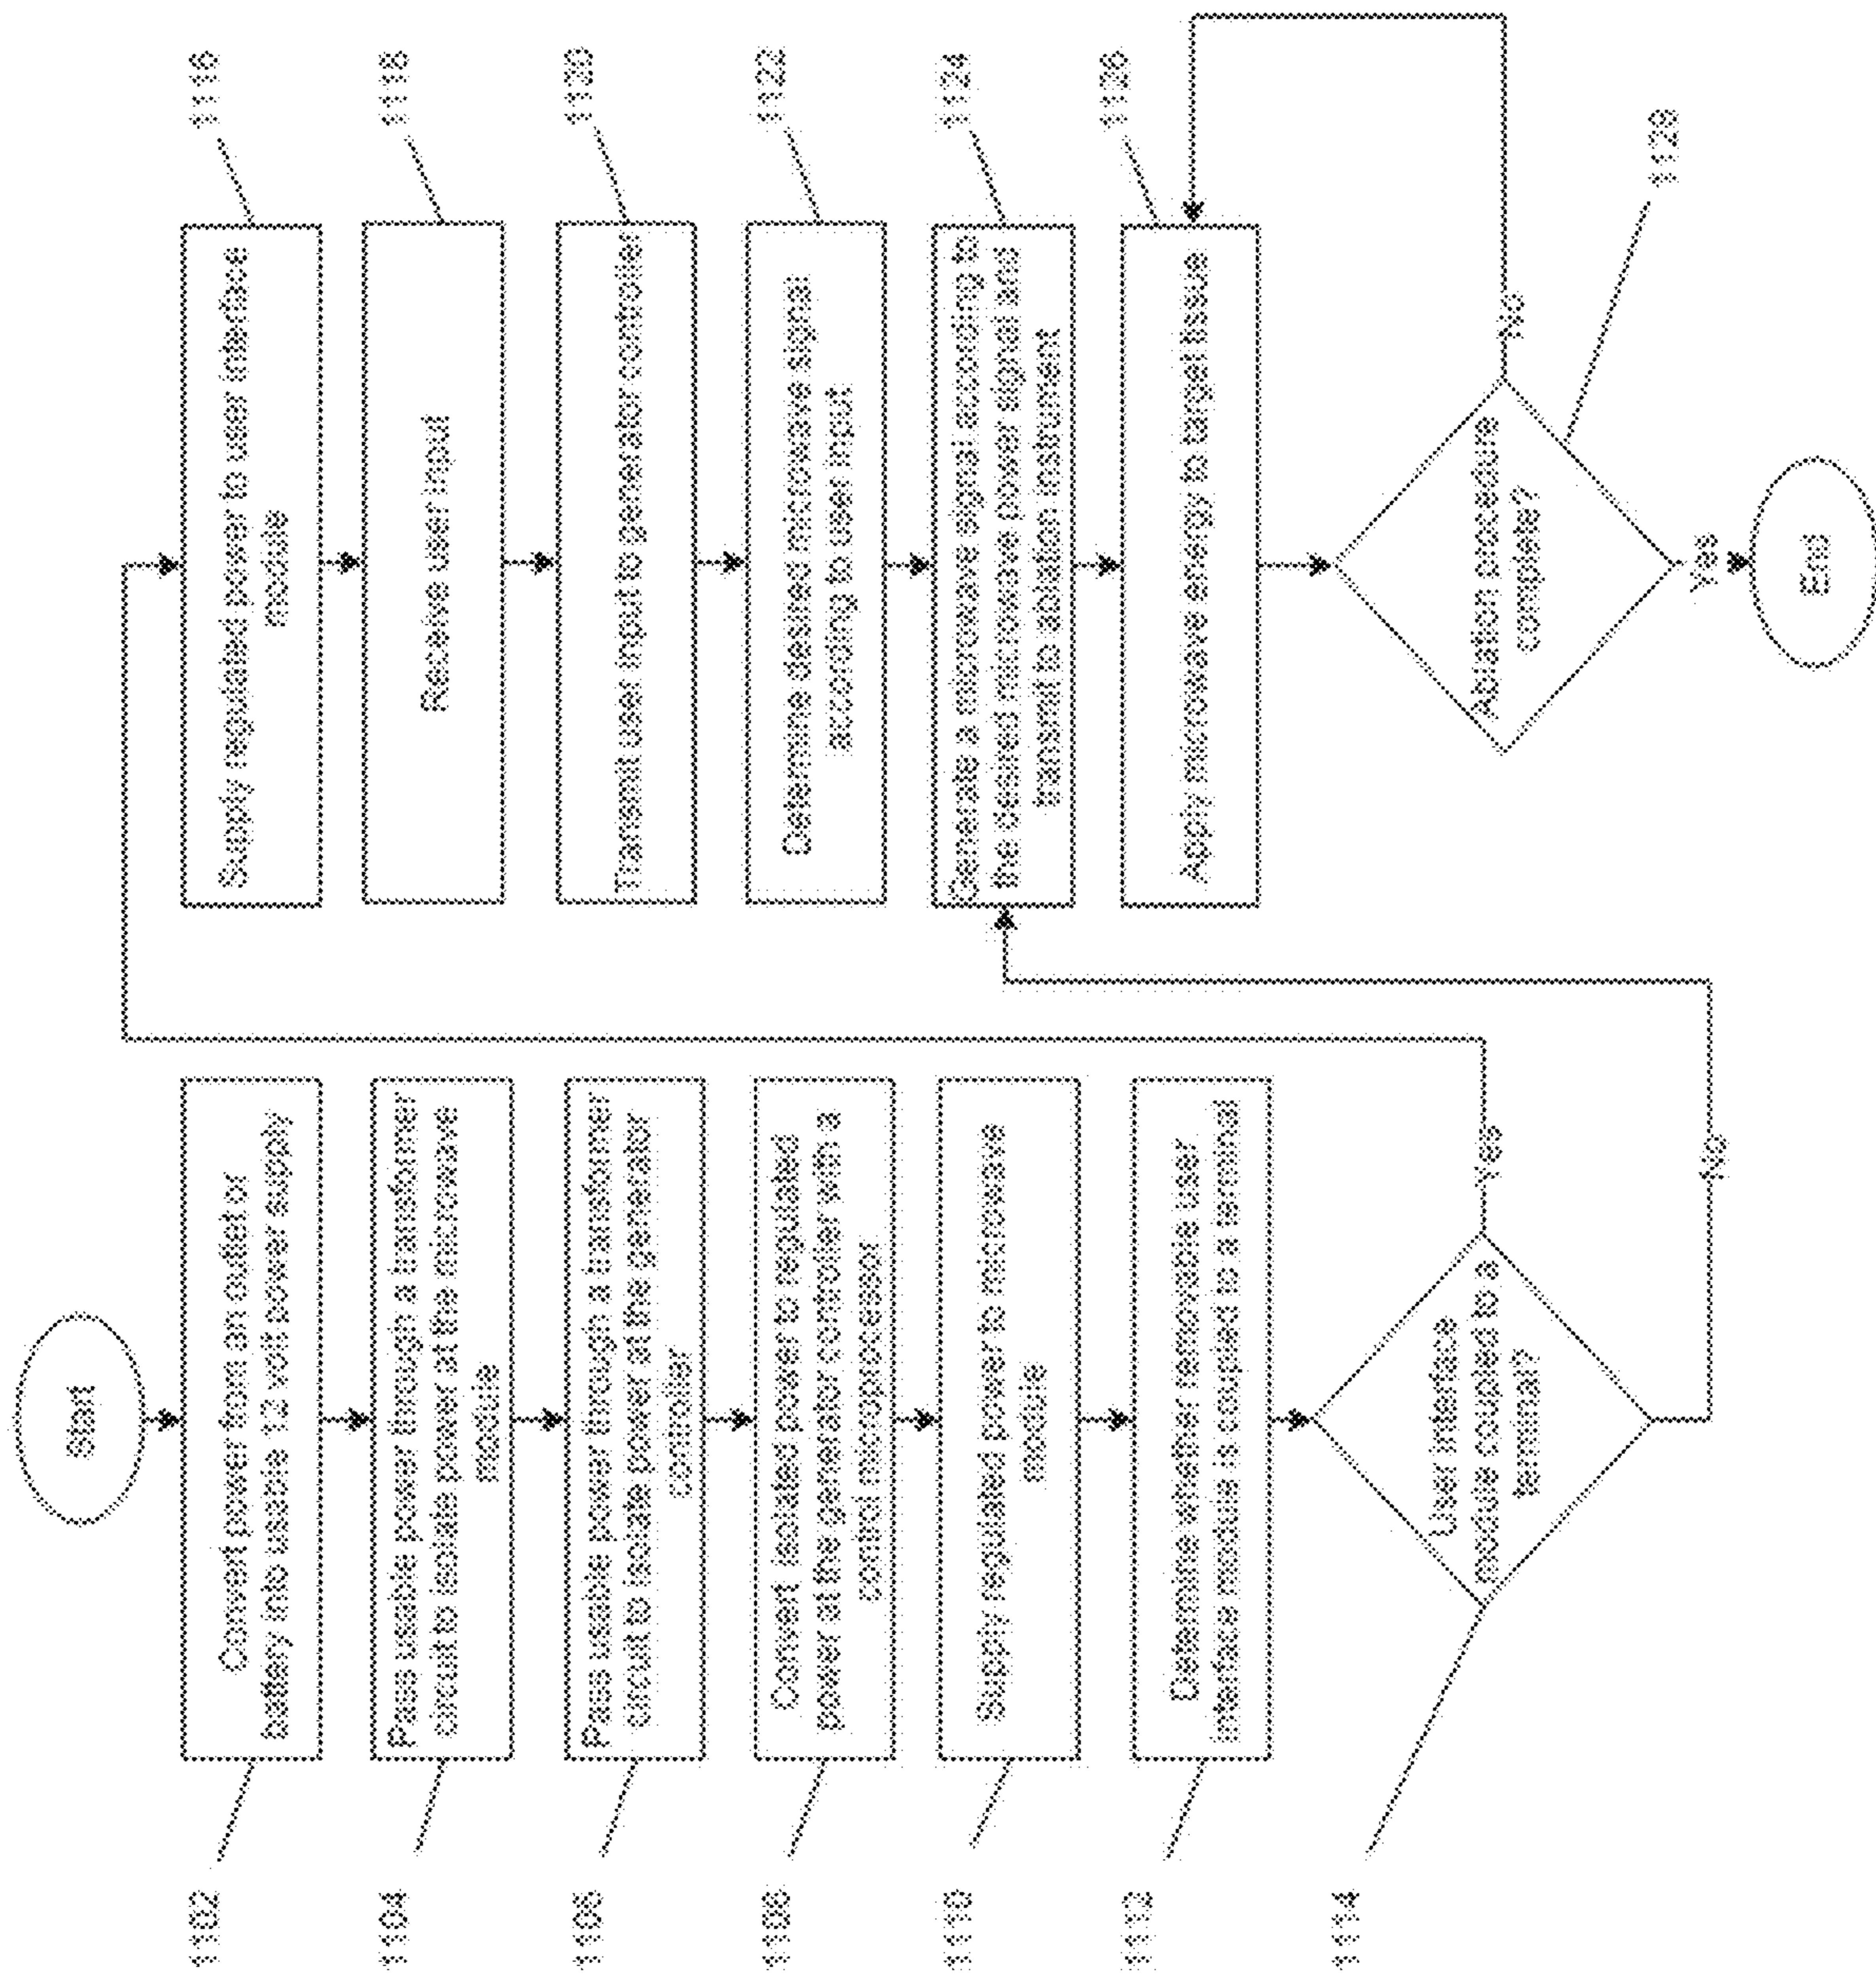 Start
1102
Convert power from an outlet or
battery into usable 12 volt power supply
1104
Pass usable power through a transformer
circuit to isolate power at the microwave
module
1106
Pass usable power through a transformer
circuit to isolate power at the generator
controller
1108
Convert isolated power to regulated
power at the generator controller with a
control microprocessor
1110
Supply regulated power to microwave
module
1112
Determine whether removable user
interface module is coupled to a terminal
1114
User interface
module coupled to a
terminal?
Yes
No
1116
Supply regulated power to user interface
module
1118
Receive user input
1120
Transmit user input to generator controller
1122
Determine desired microwave signal
according to user input
1124
Generate a microwave signal according to
the desired microwave power signal and
transmit to ablation instrument
1126
Apply microwave energy to target tissue
1129
Ablation procedure
complete?
No
Yes
End